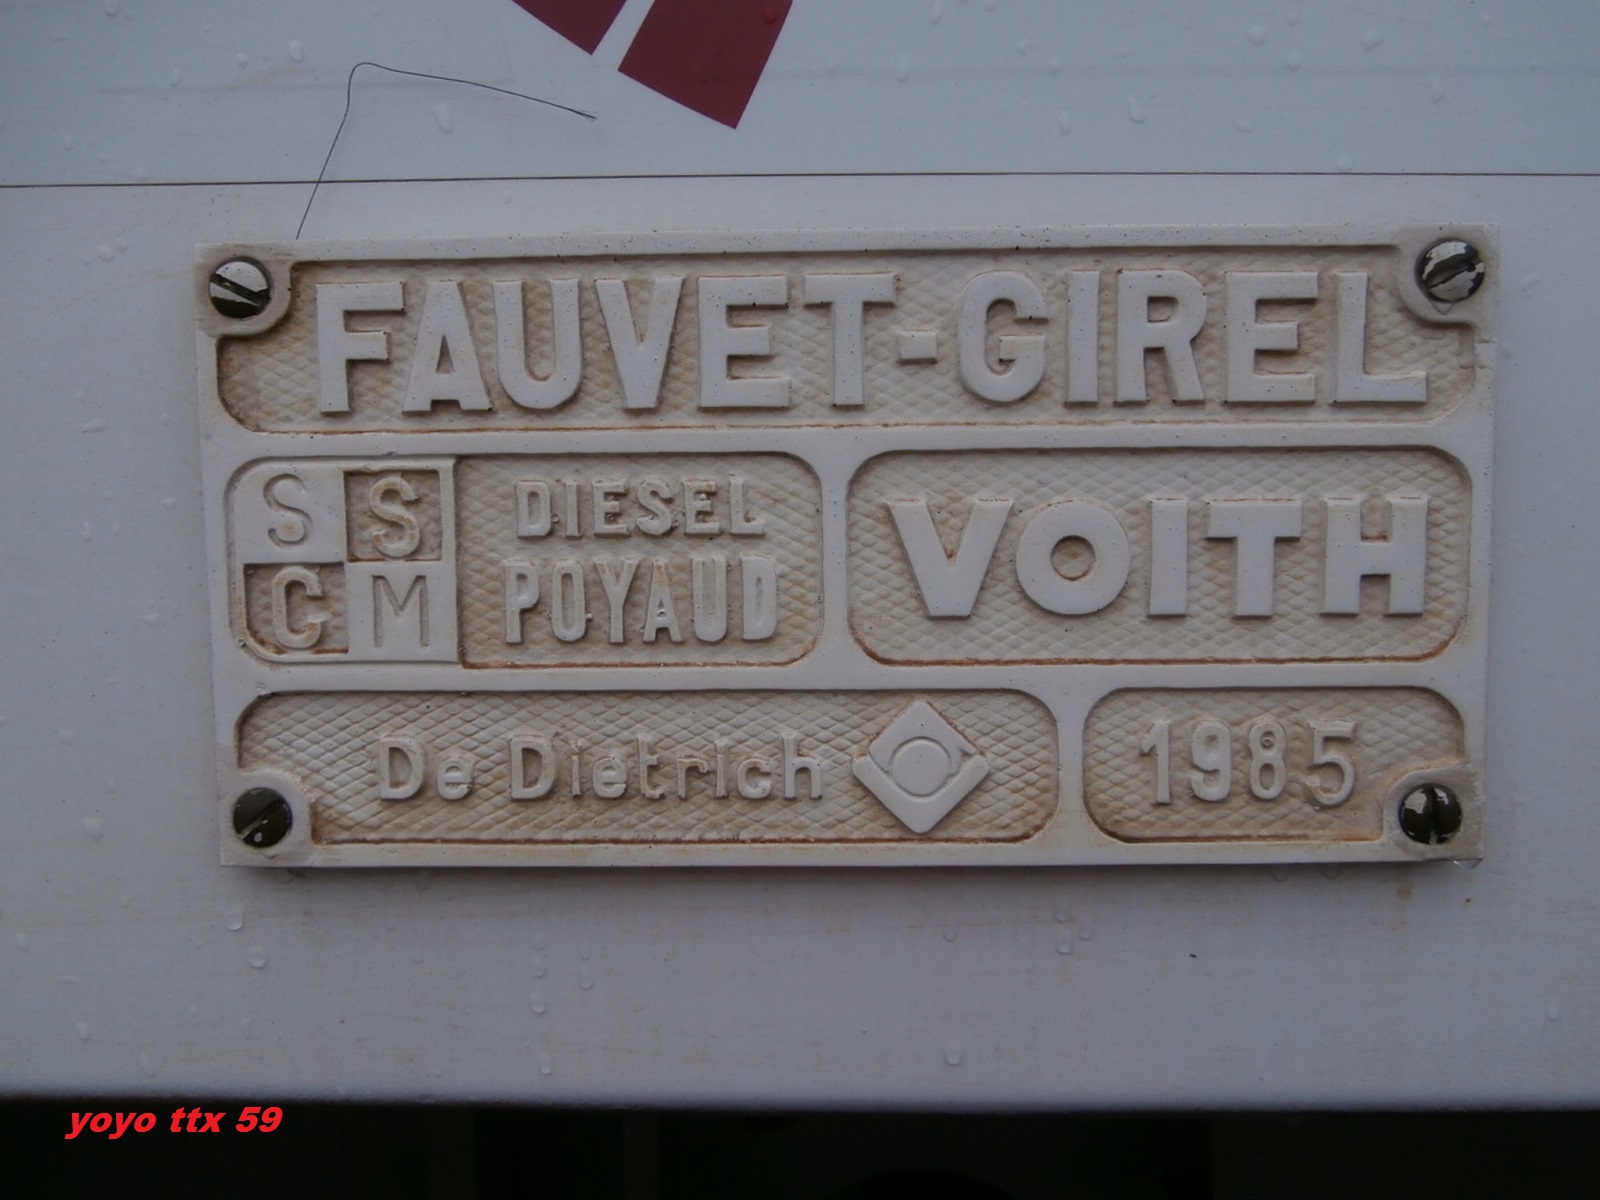 FAUVET-GIREL
S S
C M
DIESEL
POYAUD
VOITH
De Dietrich
1985
yoyo ttx 59